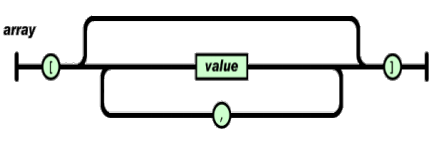 array
[ value ]
,